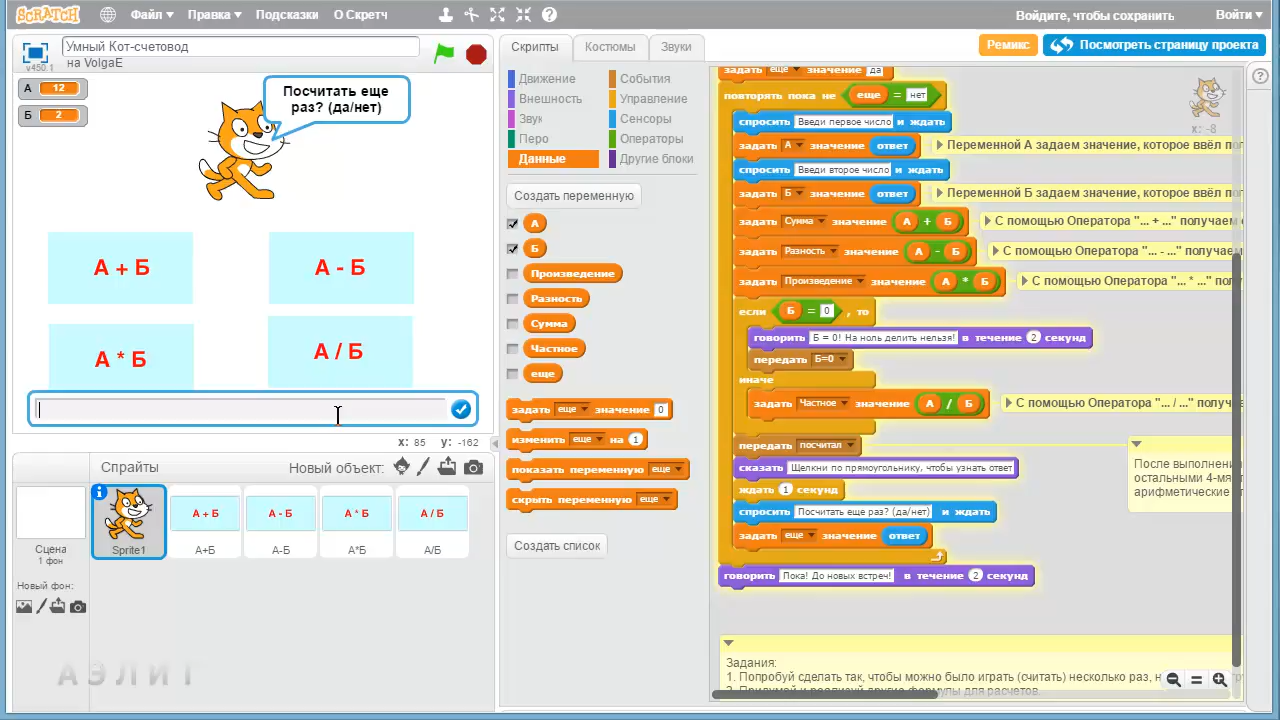 SCRATCH Файл Правка Подсказки О Скретч Войдите, чтобы сохранить Войти
Умный Кот-счетовод
на VolgaE
v450.1
А 12
Б 2
Посчитать еще
раз? (да/нет)
А + Б
А - Б
А * Б
А / Б
x: 85 y: -162
Спрайты Новый объект:
Сцена
1 фон
Новый фон:
Sprite1
А + Б
А+Б
А - Б
А-Б
А * Б
А*Б
А / Б
А/Б
АЭЛИТ
Скрипты Костюмы Звуки
Ремикс Посмотреть страницу проекта
Движение
Внешность
Звук
Перо
Данные
События
Управление
Сенсоры
Операторы
Другие блоки
Создать переменную
А
Б
Произведение
Разность
Сумма
Частное
еще
задать еще значение 0
изменить еще на 1
показать переменную еще
скрыть переменную еще
Создать список
задать еще значение да
повторять пока не еще = нет
спросить Введи первое число и ждать
задать А значение ответ Переменной А задаем значение, которое ввёл
спросить Введи второе число и ждать
задать Б значение ответ Переменной Б задаем значение, которое ввёл
задать Сумма значение А + Б С помощью Оператора "... + ..." получаем
задать Разность значение А - Б С помощью Оператора "... - ..." получаем
задать Произведение значение А * Б С помощью Оператора "... * ..."
если Б = 0 , то
говорить Б = 0! На ноль делить нельзя! в течение 2 секунд
передать Б=0
иначе
задать Частное значение А / Б С помощью Оператора "... / ..."
передать посчитал
сказать Щелкни по прямоугольнику, чтобы узнать ответ
ждать 1 секунд
спросить Посчитать еще раз? (да/нет) и ждать
задать еще значение ответ
говорить Пока! До новых встреч! в течение 2 секунд
x: -8
После
остальными
арифметические
Задания:
1. Попробуй сделать так, чтобы можно было играть (считать) несколько раз,
2. Придумай и реализуй другие формулы для расчетов.